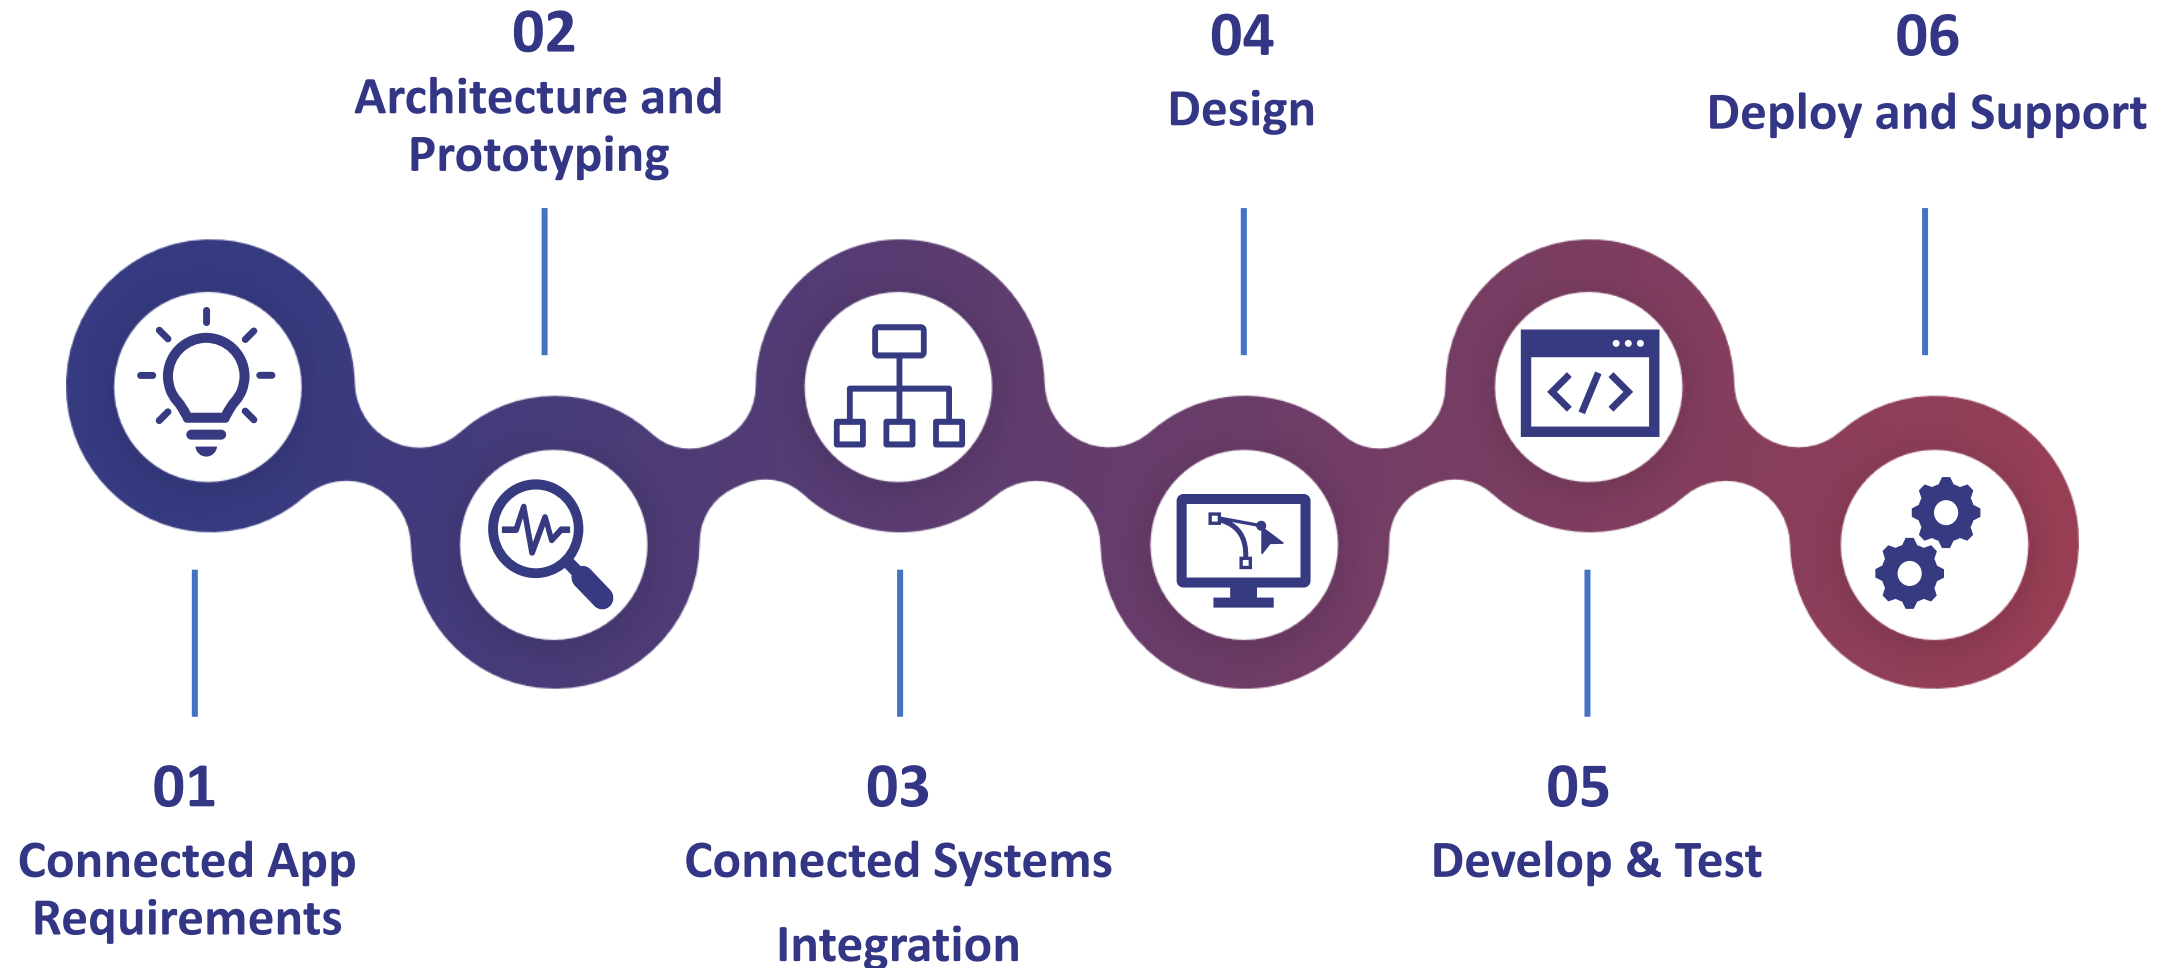 01
Connected App
Requirements
02
Architecture and
Prototyping
03
Connected Systems
Integration
04
Design
05
Develop & Test
06
Deploy and Support